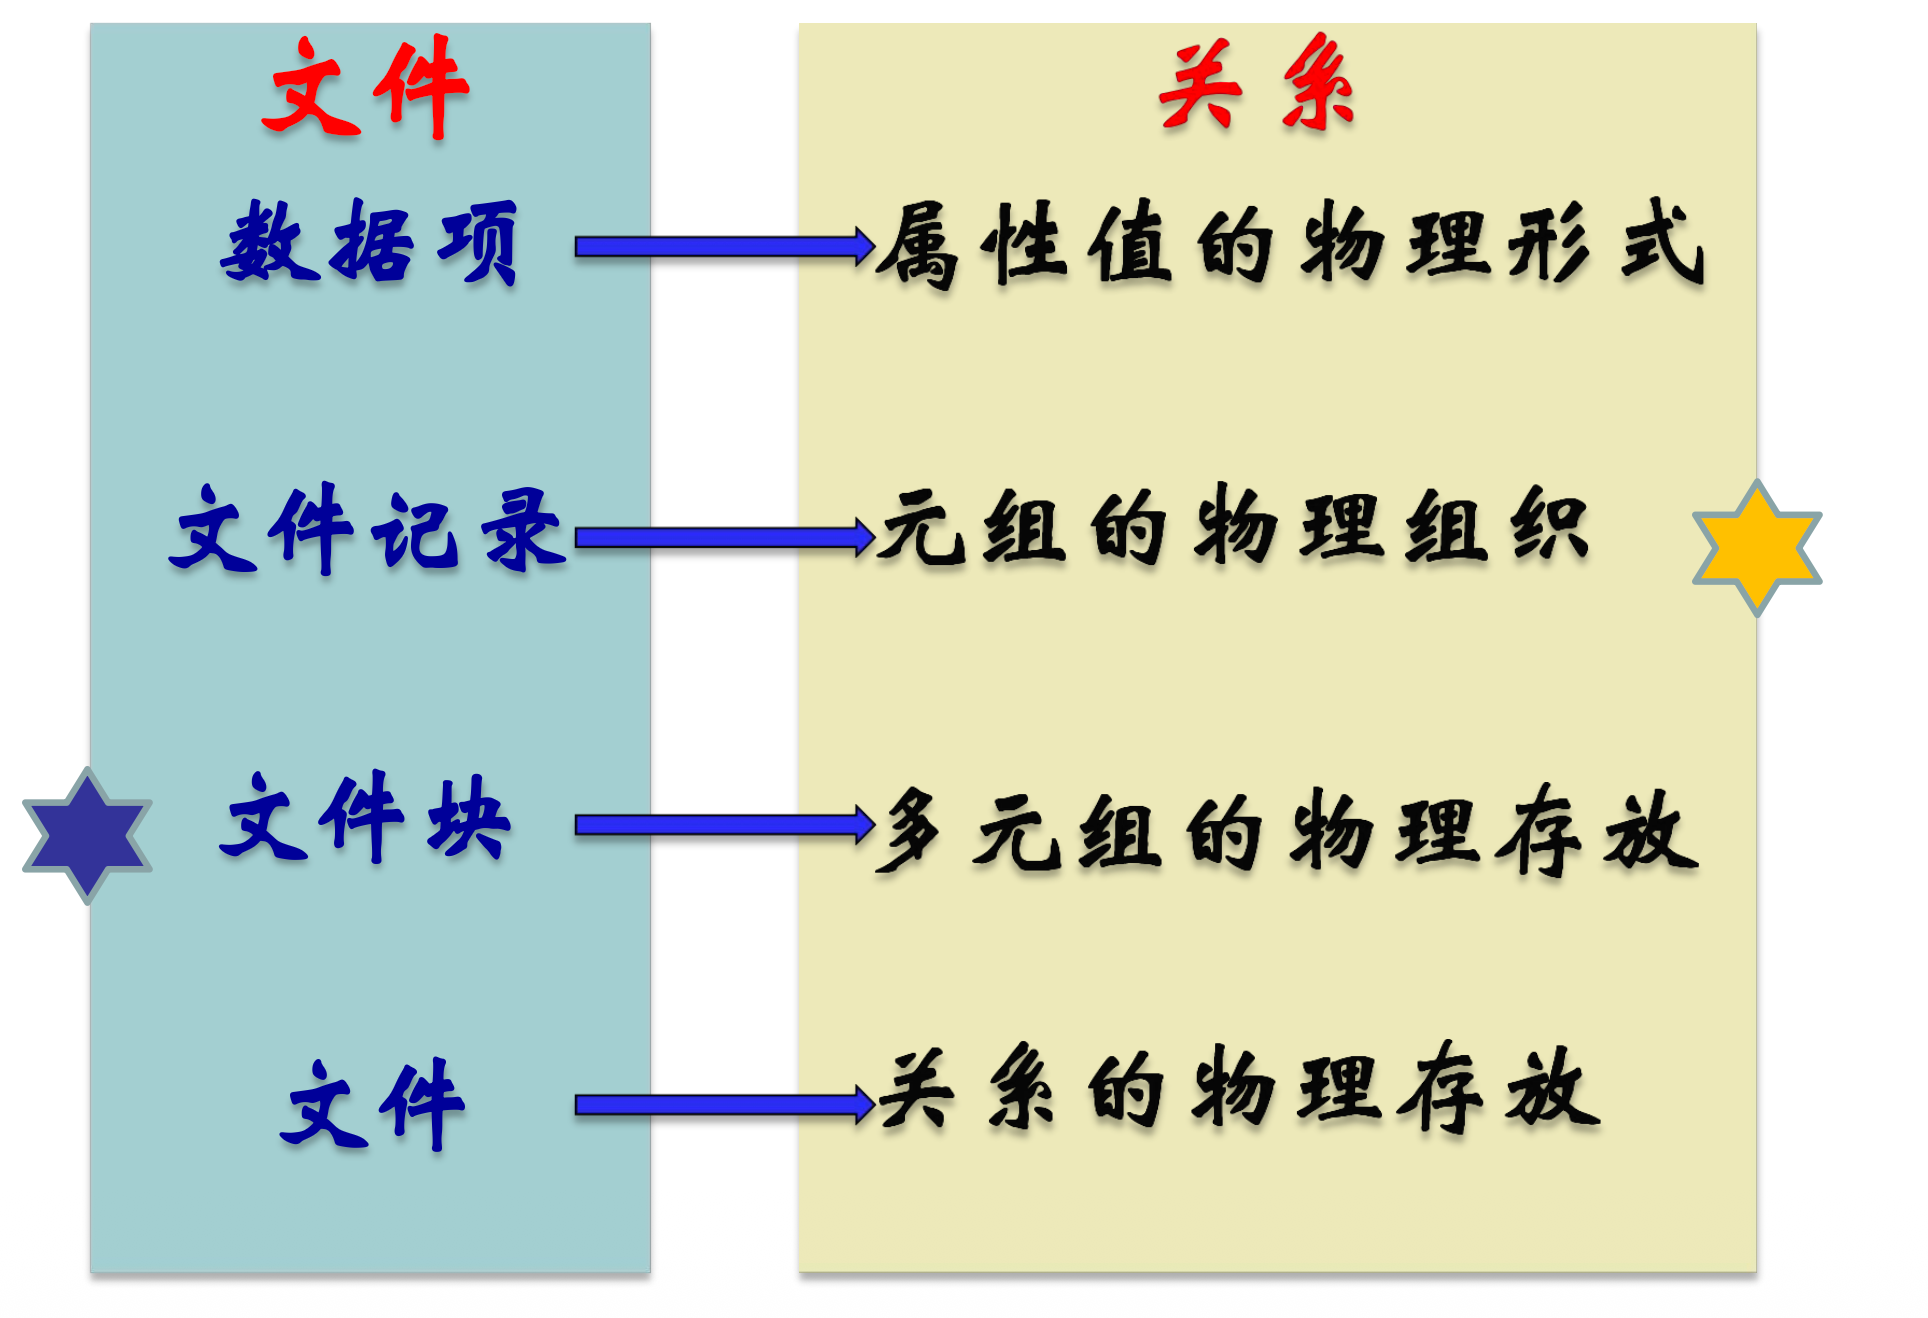 文件
关系
数据项
属性值的物理形式
文件记录
元组的物理组织
文件块
多元组的物理存放
文件
关系的物理存放